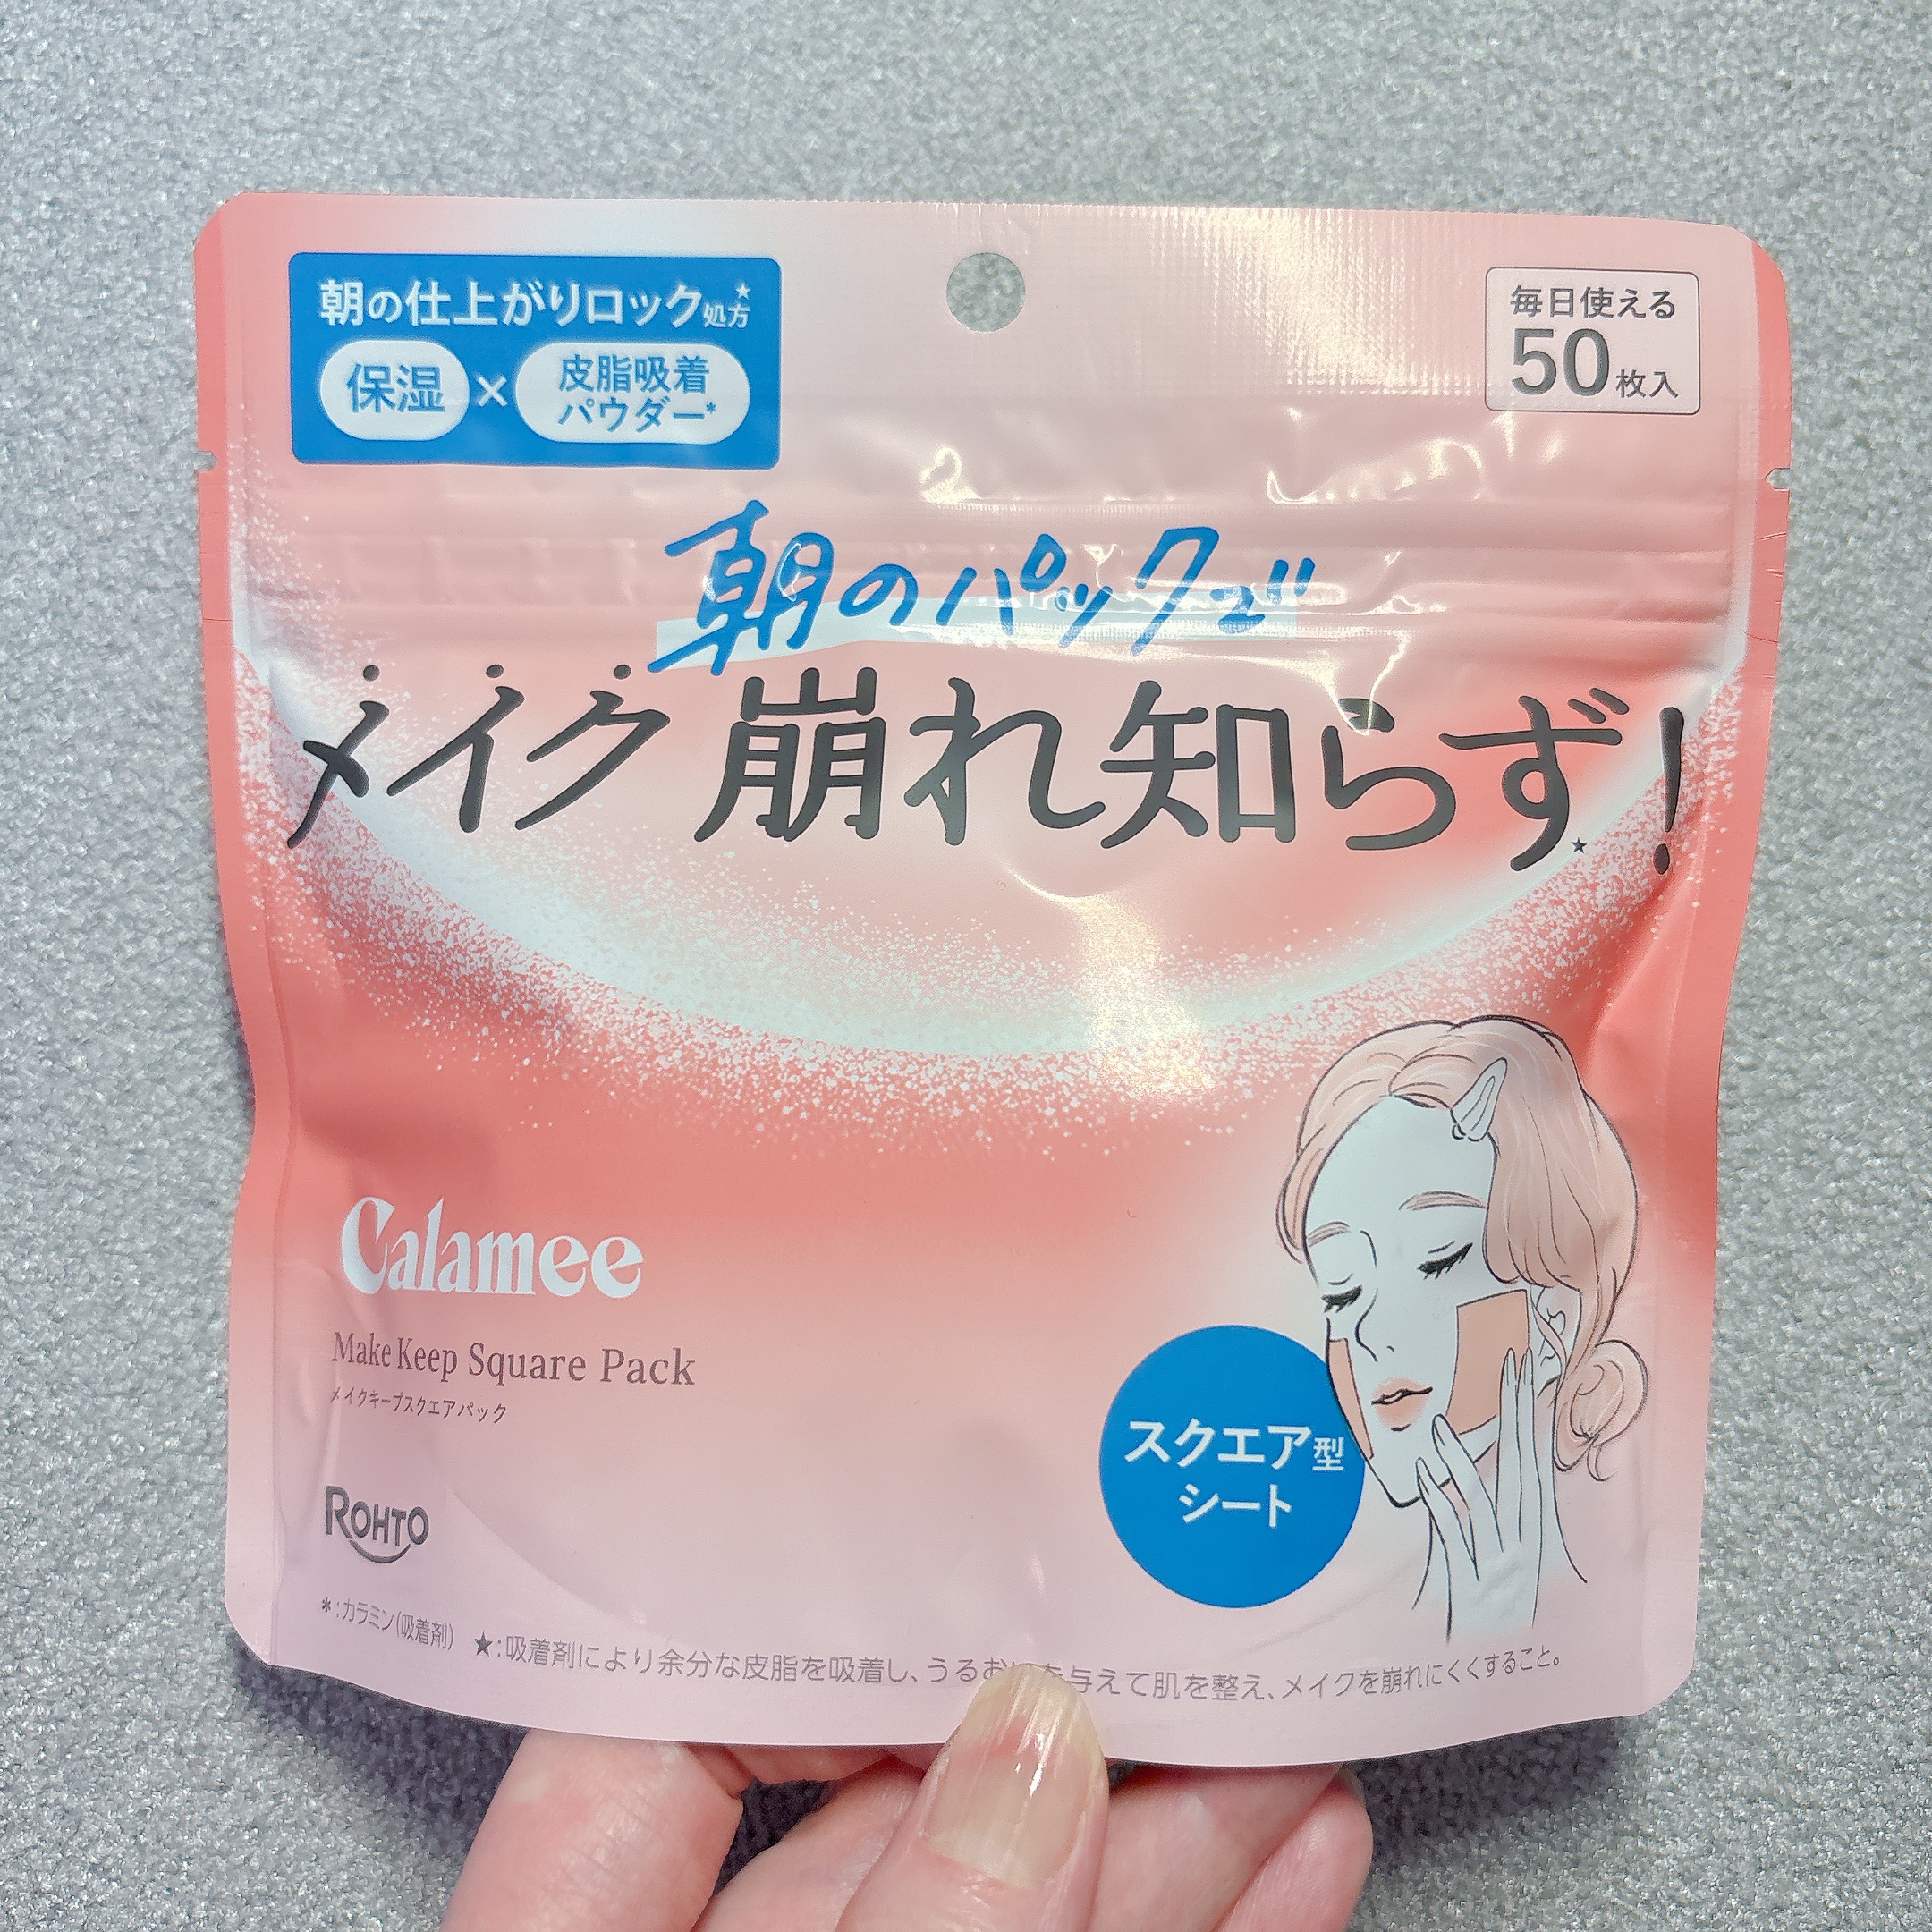 朝の仕上がりロック処方★
保湿×皮脂吸着
パウダー*
毎日使える
50枚入
朝のパックで
メイク崩れ知らず★!
Calamee
Make Keep Square Pack
メイクキープスクエアパック
スクエア型
シート
ROHTO
*:カラミン(吸着剤) ★:吸着剤により余分な皮脂を吸着し、うるおいを与えて肌を整え、メイクを崩れにくくすること。